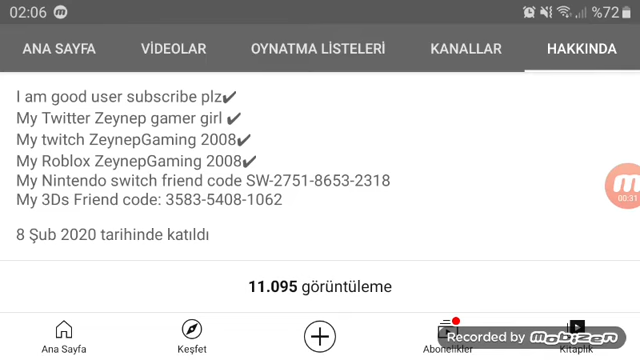 02:06 %72
ANA SAYFA VİDEOLAR OYNATMA LİSTELERİ KANALLAR HAKKINDA
I am good user subscribe plz✔
My Twitter Zeynep gamer girl ✔
My twitch ZeynepGaming 2008✔
My Roblox ZeynepGaming 2008✔
My Nintendo switch friend code SW-2751-8653-2318
My 3Ds Friend code: 3583-5408-1062
00:31
8 Şub 2020 tarihinde katıldı
11.095 görüntüleme
Recorded by mobizen
Ana Sayfa Keşfet Abonelikler Kitaplık